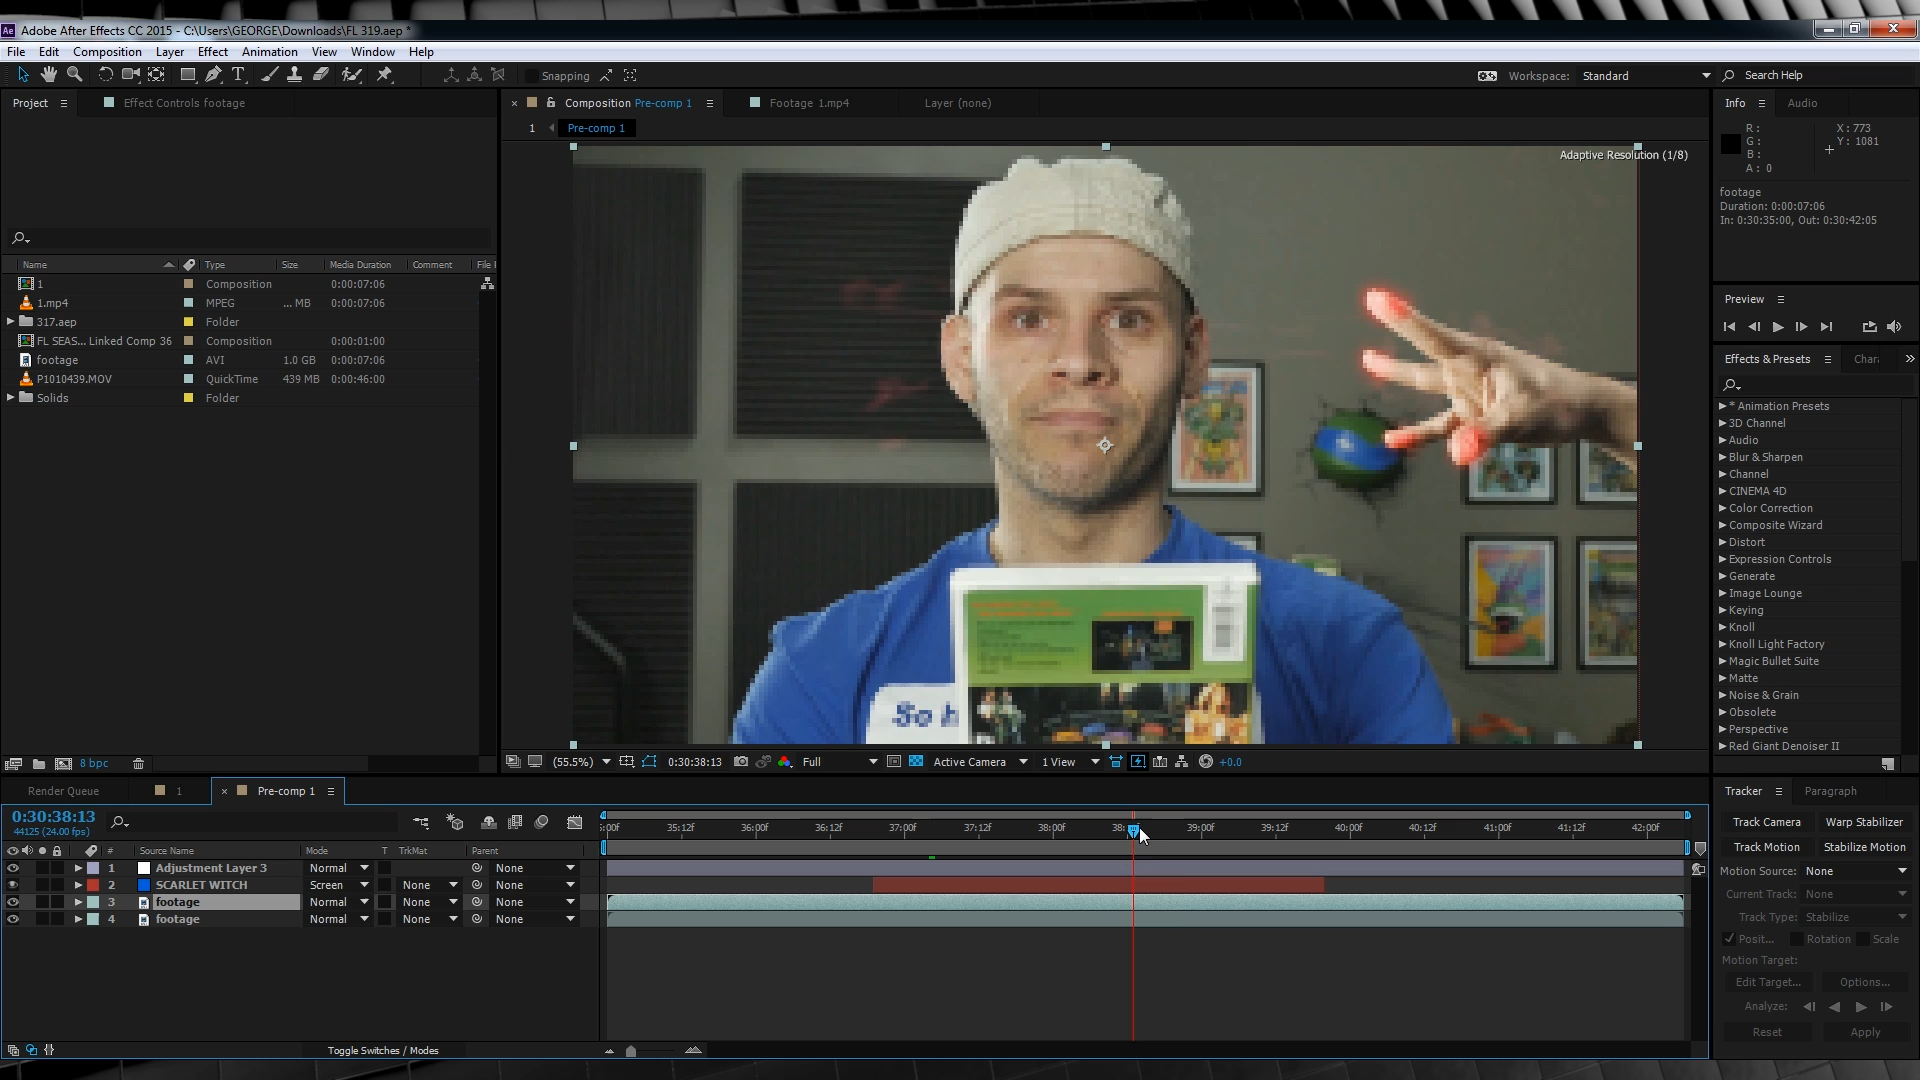 Adobe After Effects CC 2015 - C:\Users\GEORGE\Downloads\FL 319.aep *
File Edit Composition Layer Effect Animation View Window Help
Snapping
Workspace: Standard
Search Help
Project
Effect Controls footage
Composition Pre-comp 1
Footage 1.mp4
Layer (none)
1 Pre-comp 1
Adaptive Resolution (1/8)
Name Type Size Media Duration Comment File
1 Composition 0:00:07:06
1.mp4 MPEG ... MB 0:00:07:06
317.aep Folder
FL SEAS... Linked Comp 36 Composition 0:00:01:00
footage AVI 1.0 GB 0:00:07:06
P1010439.MOV QuickTime 439 MB 0:00:46:00
Solids Folder
8 bpc
So h
(55.5%) 0:30:38:13 Full Active Camera 1 View +0.0
Info Audio
R: X: 773
G: Y: 1081
B:
A: 0
footage
Duration: 0:00:07:06
In: 0:30:35:00, Out: 0:30:42:05
Preview
Effects & Presets Char
* Animation Presets
3D Channel
Audio
Blur & Sharpen
Channel
CINEMA 4D
Color Correction
Composite Wizard
Distort
Expression Controls
Generate
Image Lounge
Keying
Knoll
Knoll Light Factory
Magic Bullet Suite
Matte
Noise & Grain
Obsolete
Perspective
Red Giant Denoiser II
Render Queue 1 Pre-comp 1
0:30:38:13
44125 (24.00 fps)
:00f 35:12f 36:00f 36:12f 37:00f 37:12f 38:00f 38: 39:00f 39:12f 40:00f 40:12f 41:00f 41:12f 42:00f
# Source Name Mode T TrkMat Parent
1 Adjustment Layer 3 Normal None
2 SCARLET WITCH Screen None None
3 footage Normal None None
4 footage Normal None None
Toggle Switches / Modes
Tracker Paragraph
Track Camera Warp Stabilizer
Track Motion Stabilize Motion
Motion Source: None
Current Track: None
Track Type: Stabilize
Posit... Rotation Scale
Motion Target:
Edit Target... Options...
Analyze:
Reset Apply